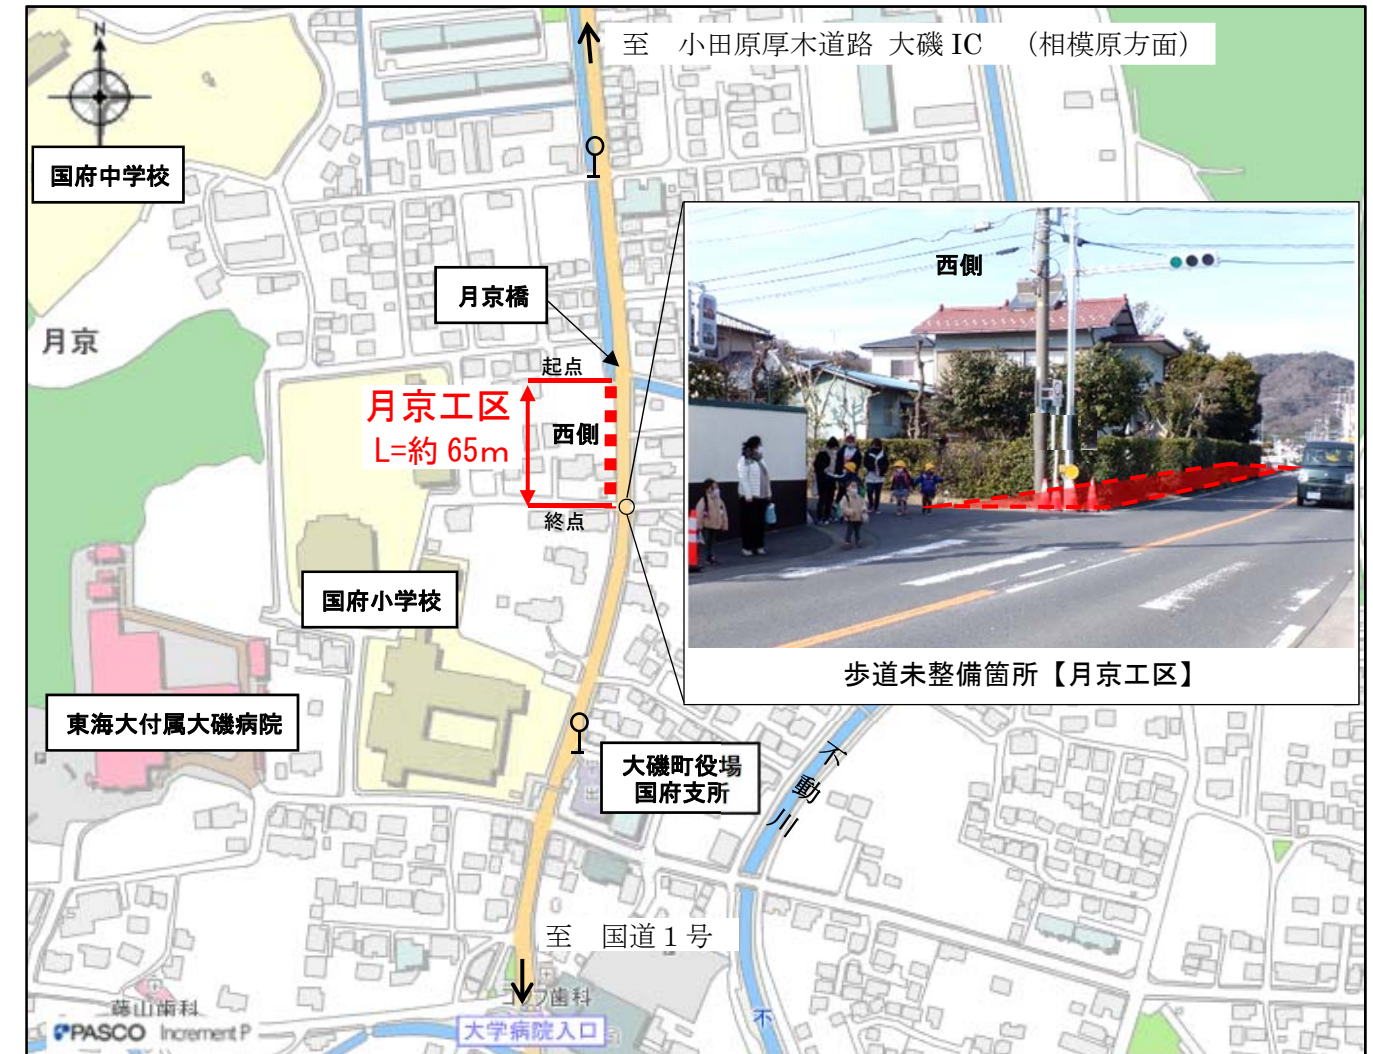 至 小田原厚木道路 大磯 IC （相模原方面）
N
国府中学校
月京橋
月京
起点
月京工区
L=約 65m
西側
終点
西側
歩道未整備箇所【月京工区】
国府小学校
東海大付属大磯病院
大磯町役場
国府支所
不動川
至 国道１号
藤山歯科
歯科
PASCO Increment P
大学病院入口
不